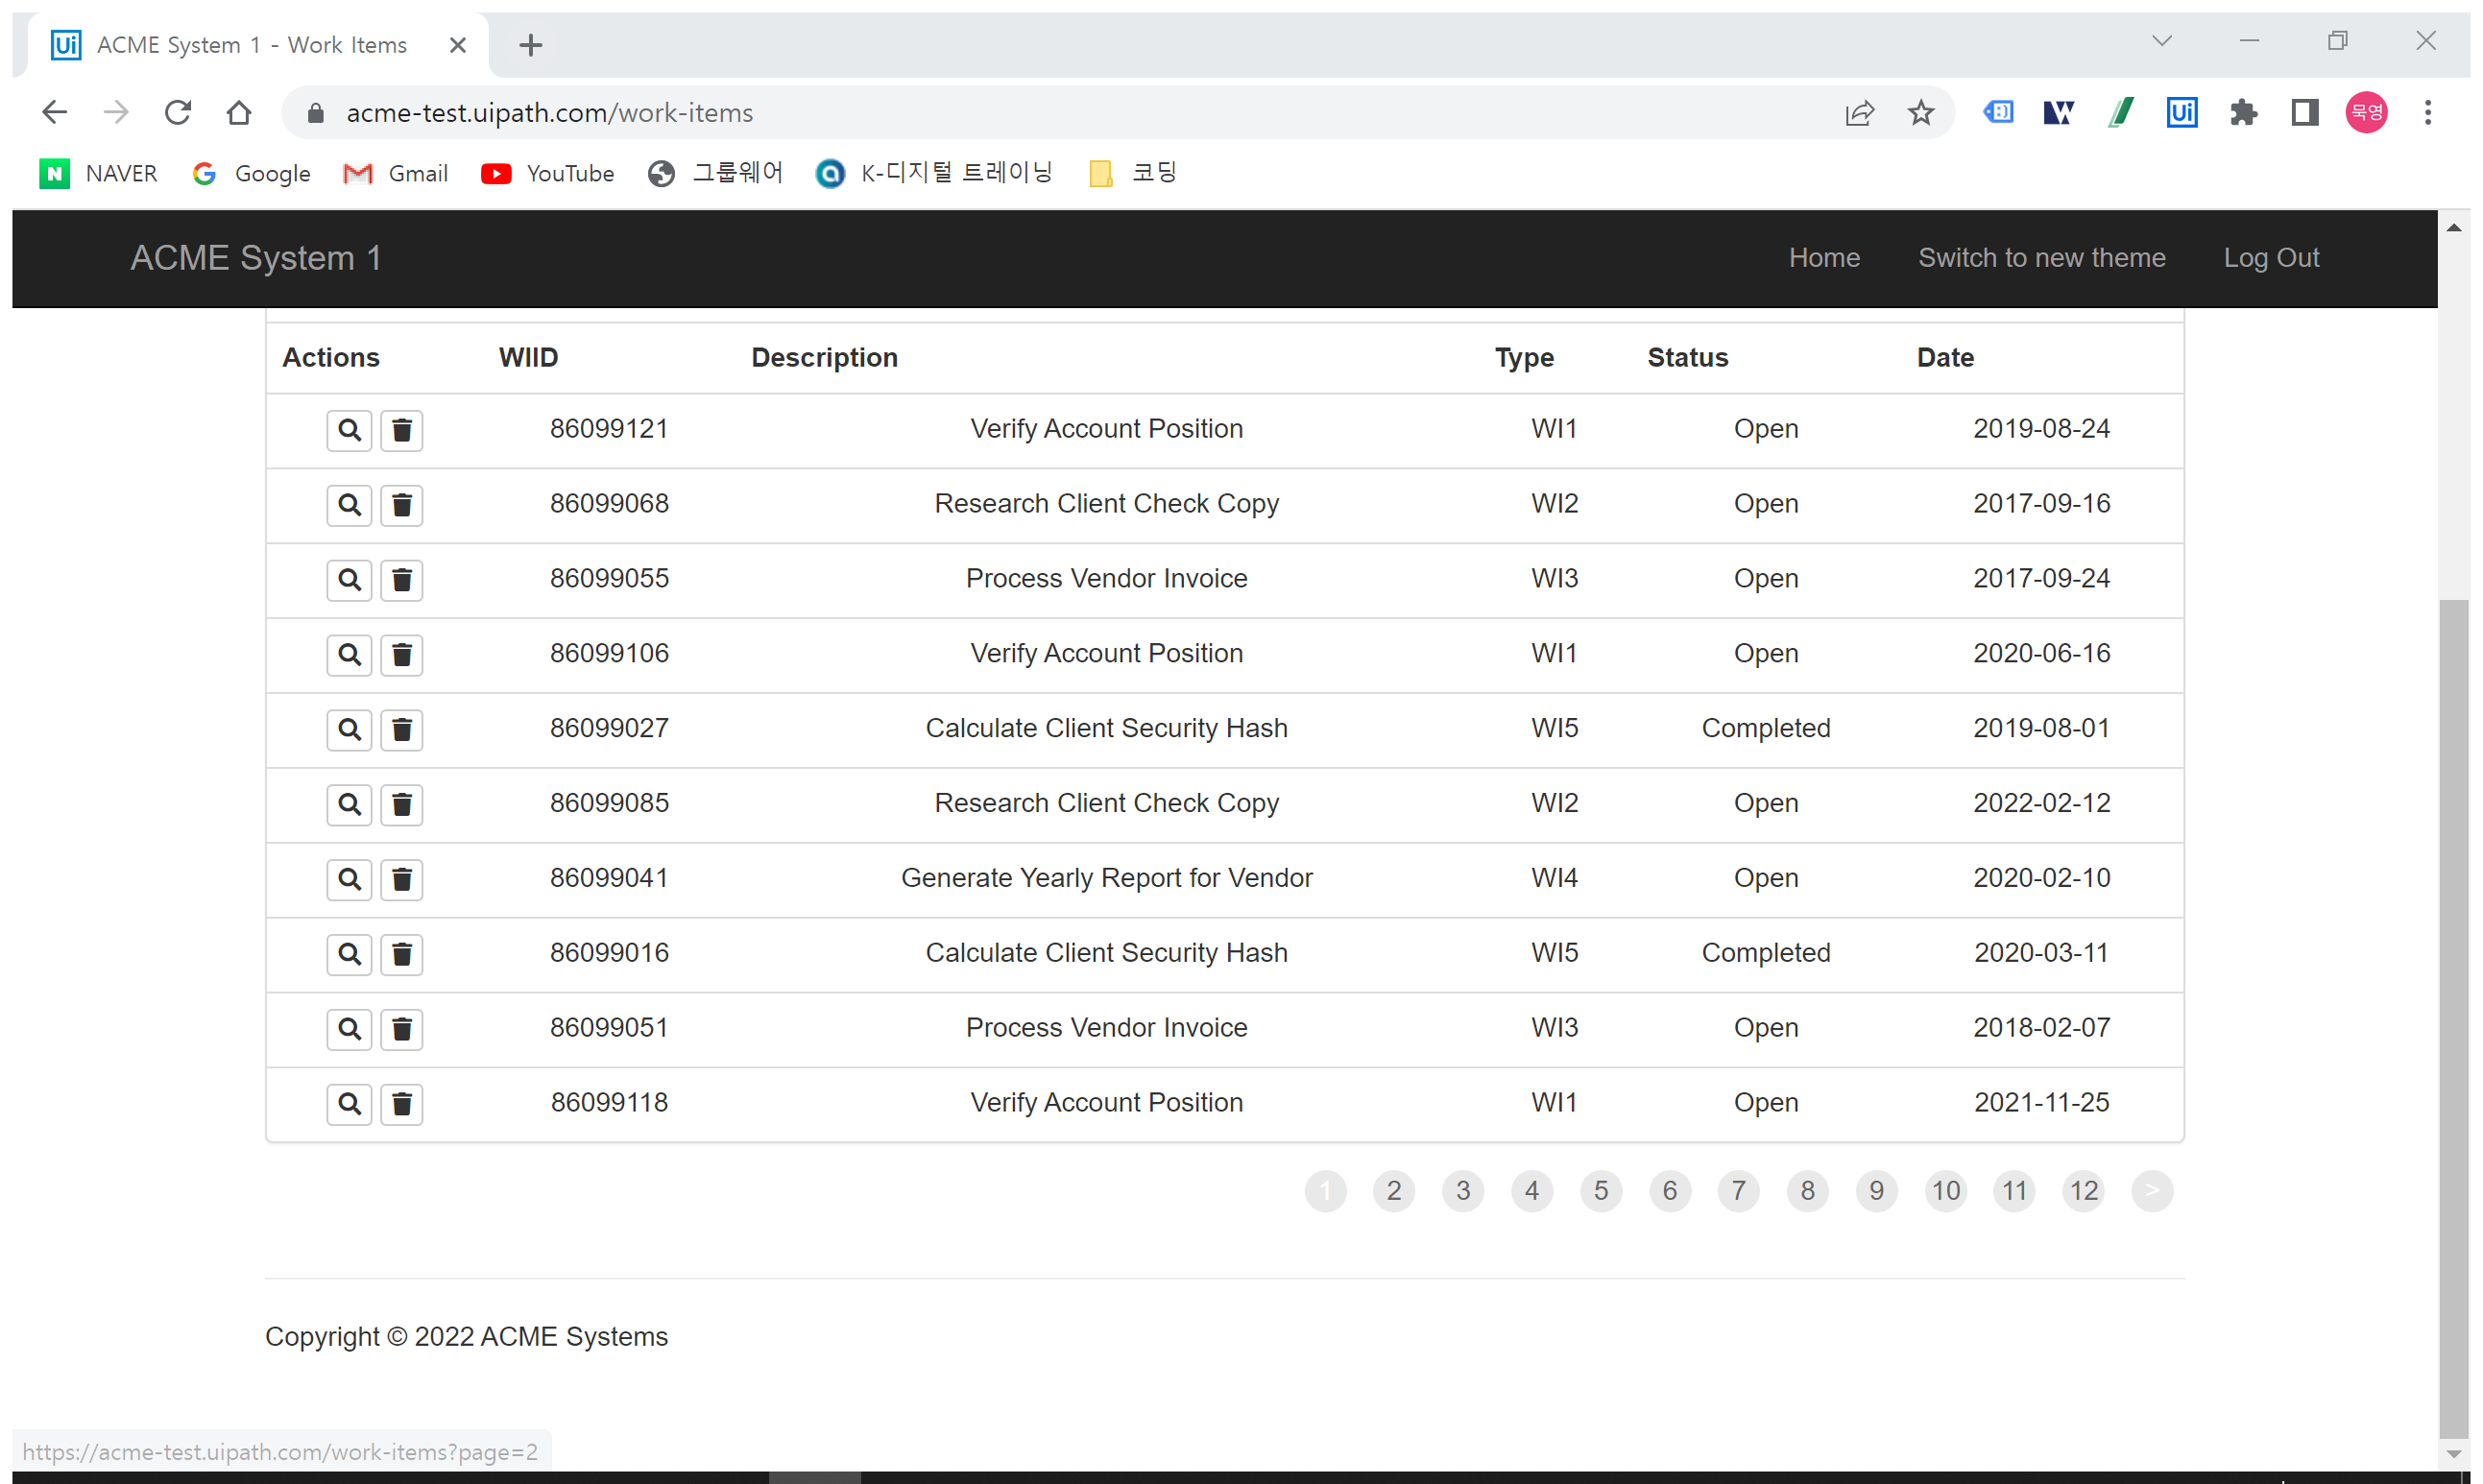 Ui ACME System 1 - Work Items
acme-test.uipath.com/work-items Ui 묵영
N NAVER Google Gmail YouTube 그룹웨어 K-디지털 트레이닝 코딩
ACME System 1 Home Switch to new theme Log Out
Actions WIID Description Type Status Date
86099121 Verify Account Position WI1 Open 2019-08-24
86099068 Research Client Check Copy WI2 Open 2017-09-16
86099055 Process Vendor Invoice WI3 Open 2017-09-24
86099106 Verify Account Position WI1 Open 2020-06-16
86099027 Calculate Client Security Hash WI5 Completed 2019-08-01
86099085 Research Client Check Copy WI2 Open 2022-02-12
86099041 Generate Yearly Report for Vendor WI4 Open 2020-02-10
86099016 Calculate Client Security Hash WI5 Completed 2020-03-11
86099051 Process Vendor Invoice WI3 Open 2018-02-07
86099118 Verify Account Position WI1 Open 2021-11-25
1 2 3 4 5 6 7 8 9 10 11 12 >
Copyright © 2022 ACME Systems
https://acme-test.uipath.com/work-items?page=2